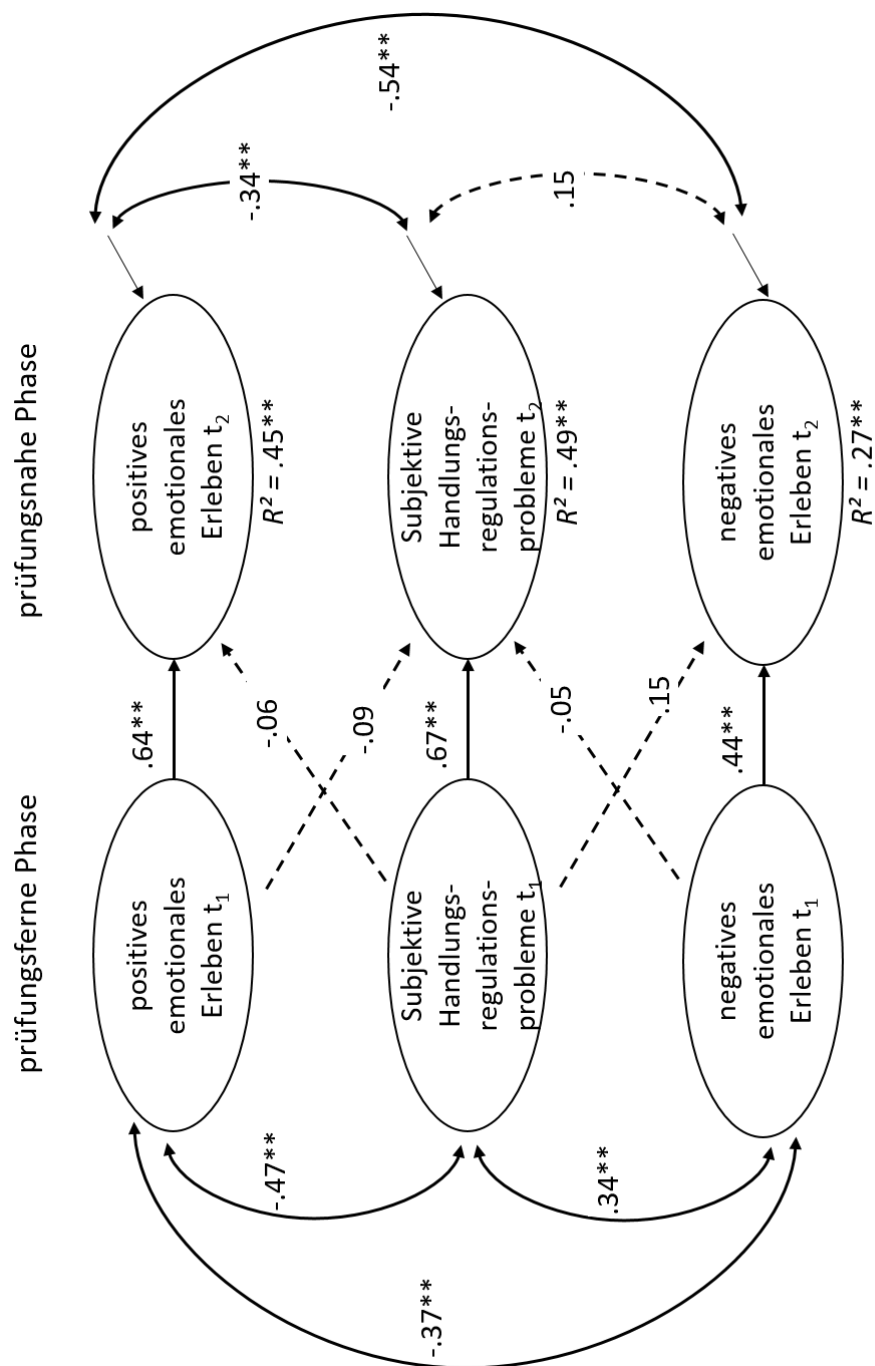 prüfungsferne Phase
prüfungsnahe Phase
positives
emotionales
Erleben t₁
.64**
positives
emotionales
Erleben t₂
R² = .45**
-.06
-.09
-.47**
-.34**
-.37**
-.54**
Subjektive
Handlungs-
regulations-
probleme t₁
.67**
Subjektive
Handlungs-
regulations-
probleme t₂
R² = .49**
-.05
.15
.34**
.15
negatives
emotionales
Erleben t₁
.44**
negatives
emotionales
Erleben t₂
R² = .27**